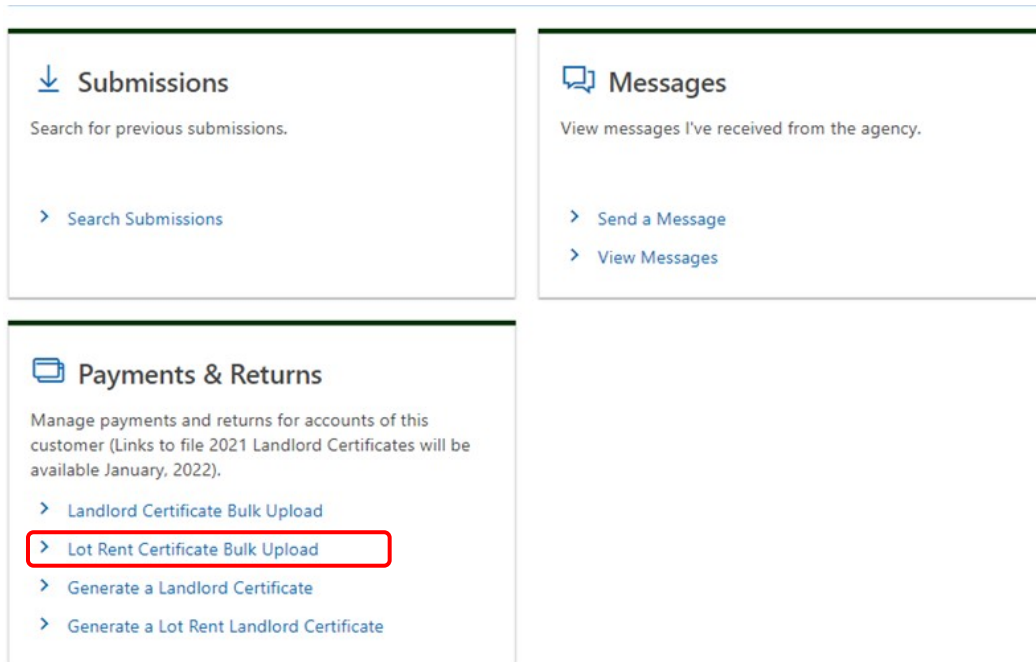 Submissions
Search for previous submissions.
Search Submissions
Messages
View messages I've received from the agency.
Send a Message
View Messages
Payments & Returns
Manage payments and returns for accounts of this
customer (Links to file 2021 Landlord Certificates will be
available January, 2022).
Landlord Certificate Bulk Upload
Lot Rent Certificate Bulk Upload
Generate a Landlord Certificate
Generate a Lot Rent Landlord Certificate